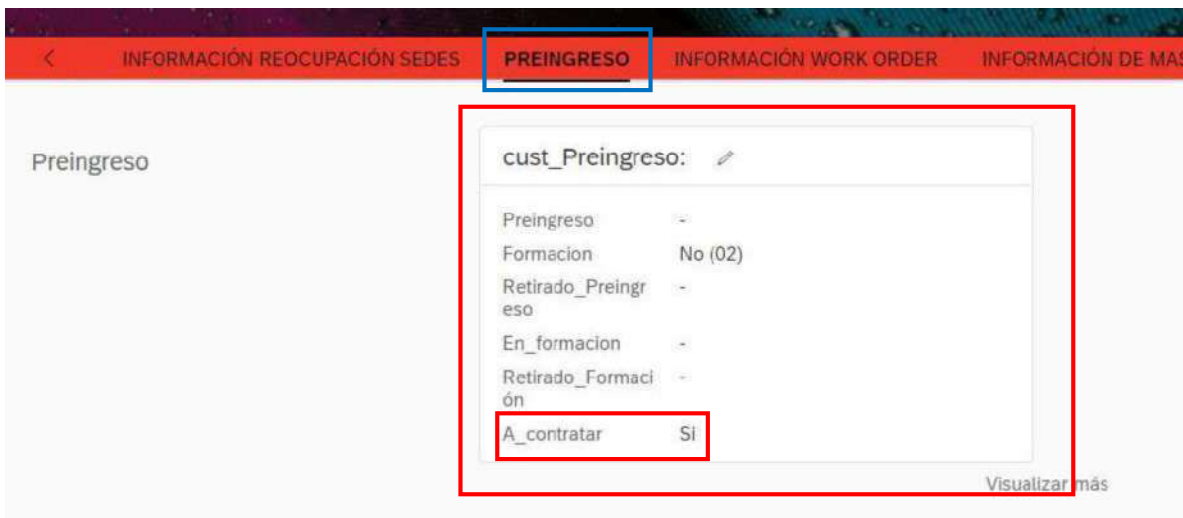 < INFORMACIÓN REOCUPACIÓN SEDES PREINGRESO INFORMACIÓN WORK ORDER INFORMACIÓN DE MAS
Preingreso
cust_Preingreso:
Preingreso -
Formacion No (02)
Retirado_Preingr -
eso
En_formacion -
Retirado_Formaci -
ón
A_contratar Si
Visualizar más